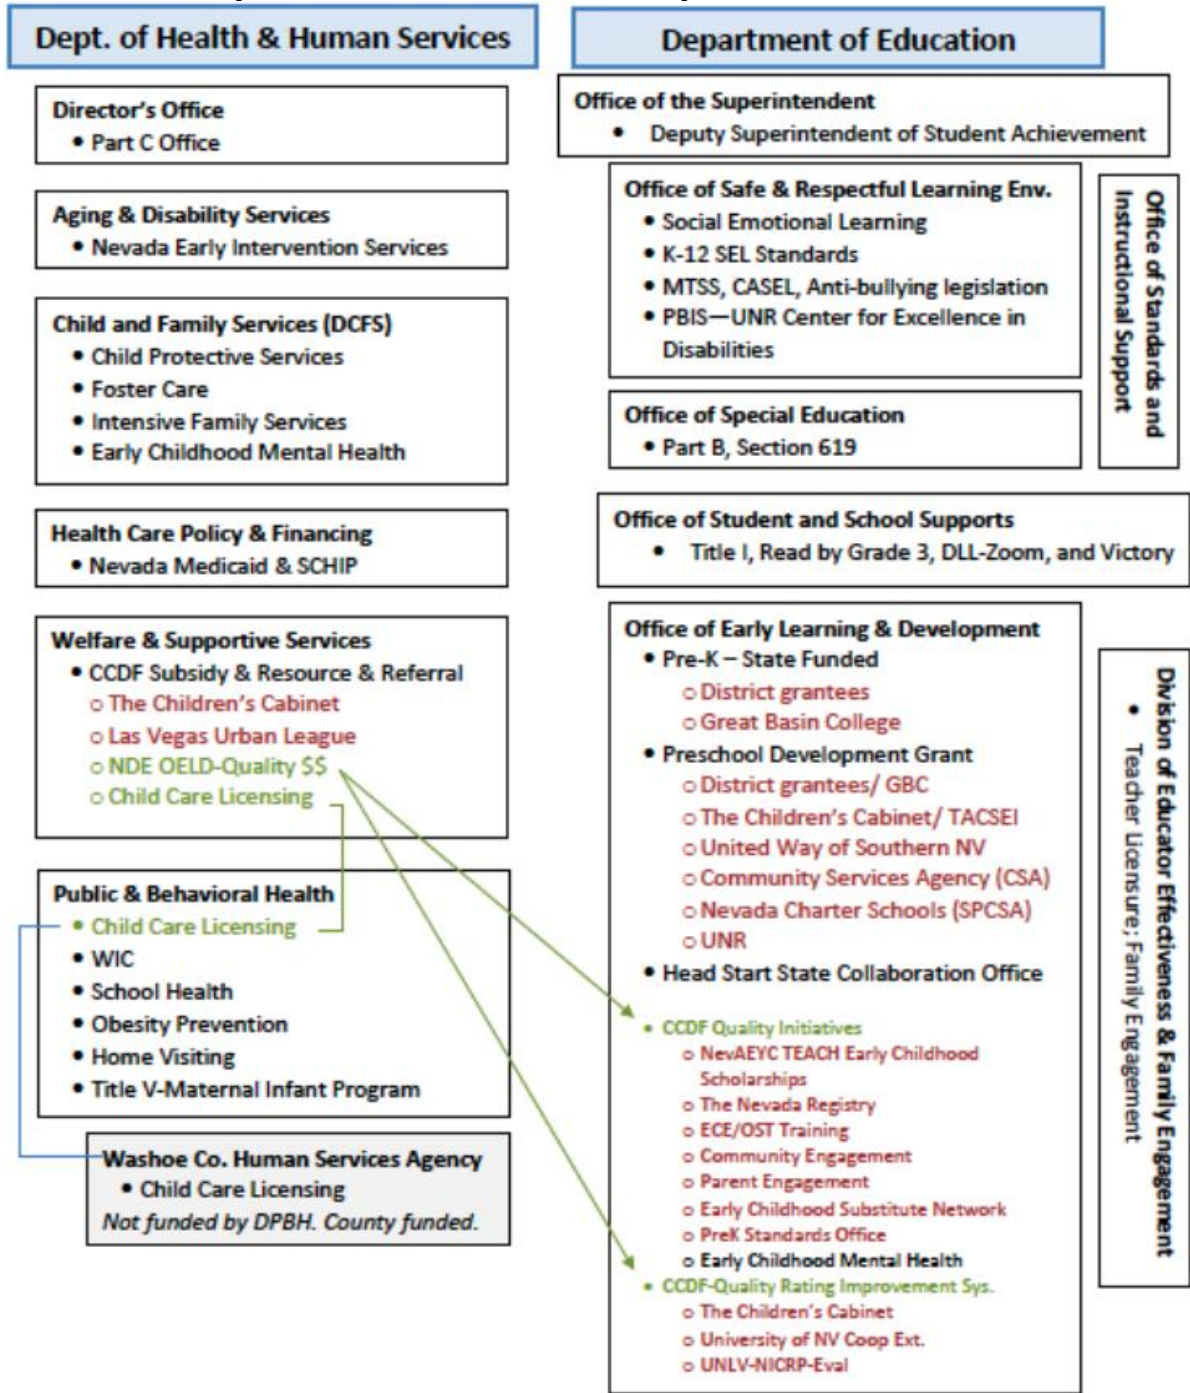 Dept. of Health & Human Services
Director's Office
• Part C Office
Aging & Disability Services
• Nevada Early Intervention Services
Child and Family Services (DCFS)
• Child Protective Services
• Foster Care
• Intensive Family Services
• Early Childhood Mental Health
Health Care Policy & Financing
• Nevada Medicaid & SCHIP
Welfare & Supportive Services
• CCDF Subsidy & Resource & Referral
o The Children's Cabinet
o Las Vegas Urban League
o NDE OELD-Quality $$
o Child Care Licensing
Public & Behavioral Health
• Child Care Licensing
• WIC
• School Health
• Obesity Prevention
• Home Visiting
• Title V-Maternal Infant Program
Washoe Co. Human Services Agency
• Child Care Licensing
Not funded by DPBH. County funded.
Department of Education
Office of the Superintendent
• Deputy Superintendent of Student Achievement
Office of Safe & Respectful Learning Env.
• Social Emotional Learning
• K-12 SEL Standards
• MTSS, CASEL, Anti-bullying legislation
• PBIS—UNR Center for Excellence in
Disabilities
Office of Special Education
• Part B, Section 619
Office of Standards and
Instructional Support
Office of Student and School Supports
• Title I, Read by Grade 3, DLL-Zoom, and Victory
Office of Early Learning & Development
• Pre-K – State Funded
o District grantees
o Great Basin College
• Preschool Development Grant
o District grantees/ GBC
o The Children's Cabinet/ TACSEI
o United Way of Southern NV
o Community Services Agency (CSA)
o Nevada Charter Schools (SPCSA)
o UNR
• Head Start State Collaboration Office
• CCDF Quality Initiatives
o NevAEYC TEACH Early Childhood
Scholarships
o The Nevada Registry
o ECE/OST Training
o Community Engagement
o Parent Engagement
o Early Childhood Substitute Network
o PreK Standards Office
o Early Childhood Mental Health
• CCDF-Quality Rating Improvement Sys.
o The Children's Cabinet
o University of NV Coop Ext.
o UNLV-NICRP-Eval
Division of Educator Effectiveness & Family Engagement
• Teacher Licensure; Family Engagement